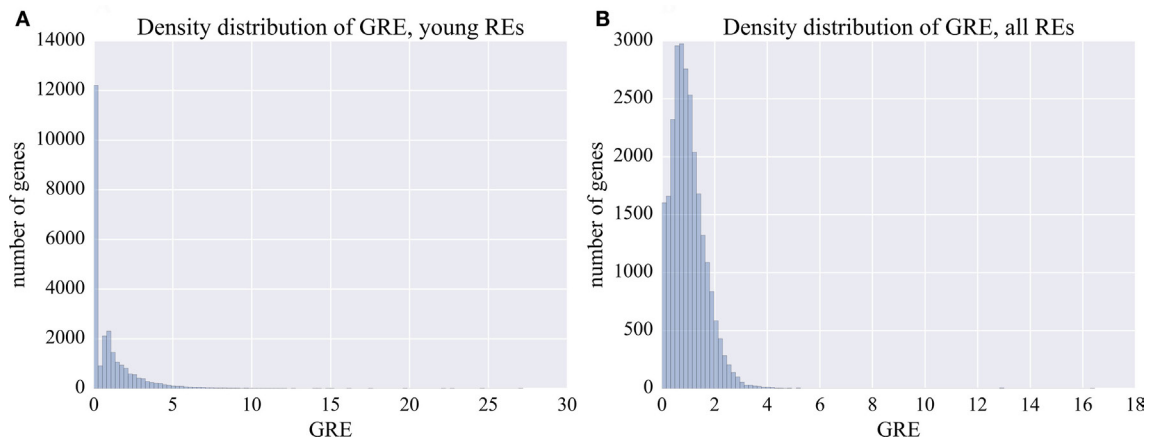 A
Density distribution of GRE, young REs
number of genes
14000
12000
10000
8000
6000
4000
2000
0
0 5 10 15 20 25 30
GRE
B
Density distribution of GRE, all REs
number of genes
3000
2500
2000
1500
1000
500
0
0 2 4 6 8 10 12 14 16 18
GRE